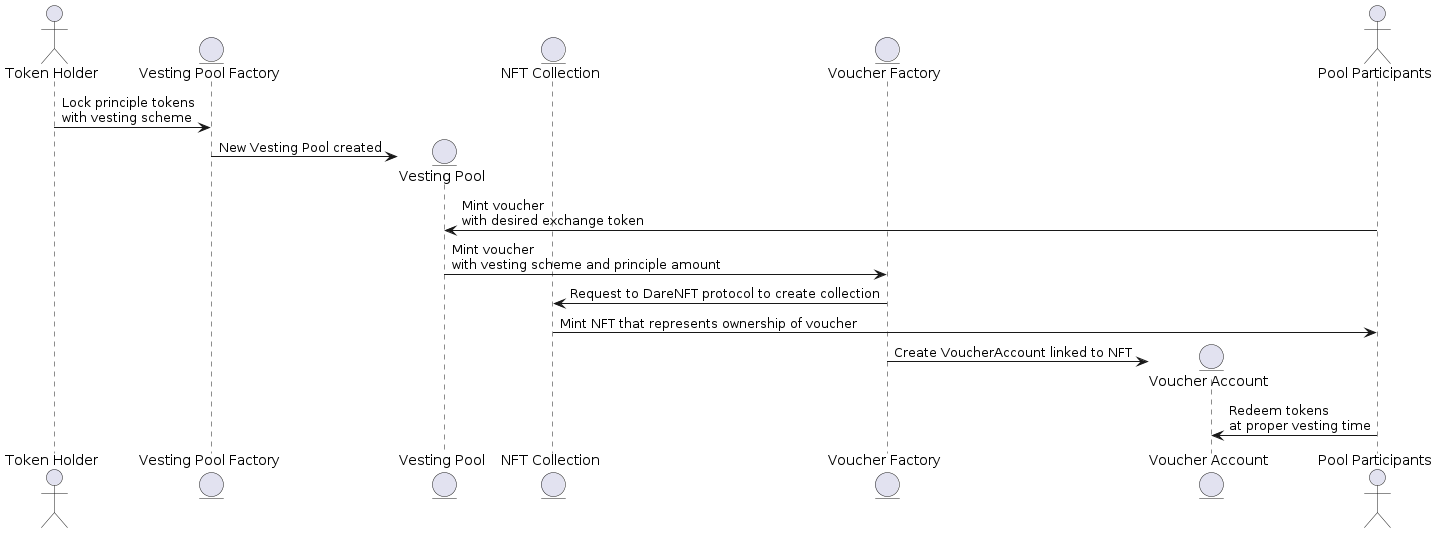 Token Holder
Vesting Pool Factory
NFT Collection
Voucher Factory
Pool Participants
Lock principle tokens
with vesting scheme
New Vesting Pool created
Vesting Pool
Mint voucher
with desired exchange token
Mint voucher
with vesting scheme and principle amount
Request to DareNFT protocol to create collection
Mint NFT that represents ownership of voucher
Create VoucherAccount linked to NFT
Voucher Account
Redeem tokens
at proper vesting time
Token Holder
Vesting Pool Factory
Vesting Pool
NFT Collection
Voucher Factory
Voucher Account
Pool Participants